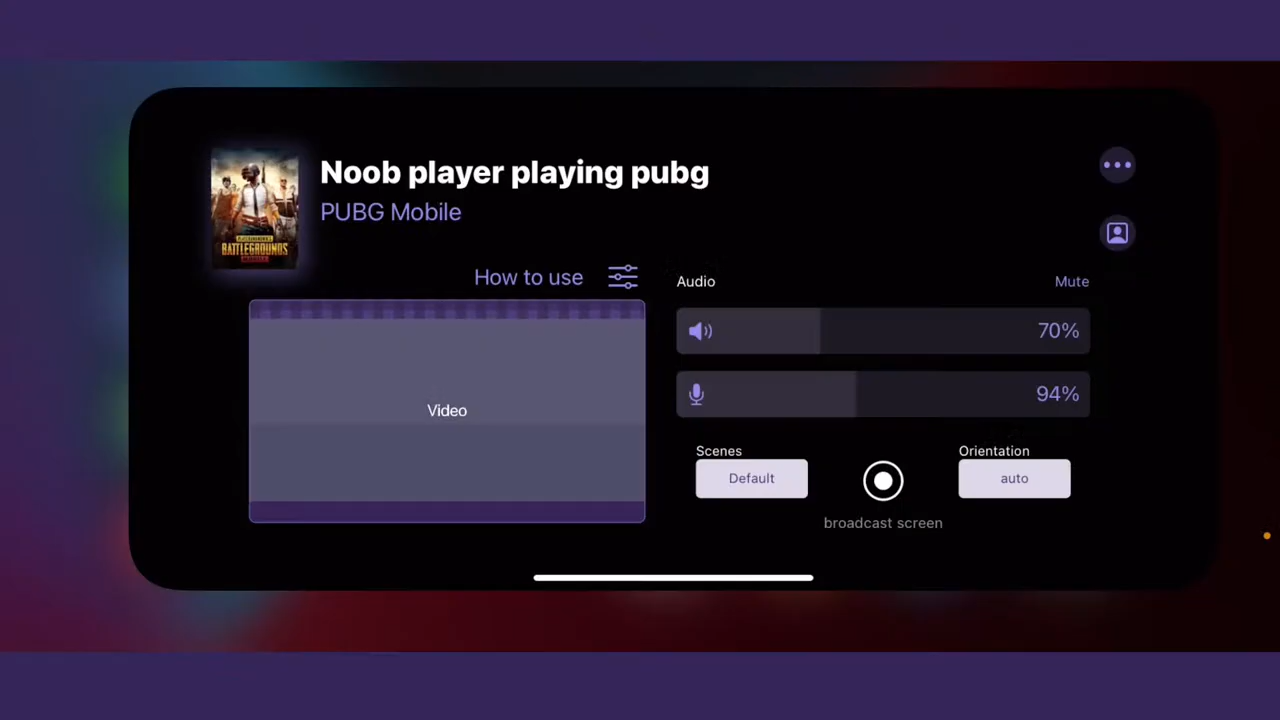 Noob player playing pubg
PUBG Mobile
BATTLEGROUNDS
How to use
Video
Audio
Mute
70%
94%
Scenes
Default
Orientation
auto
broadcast screen